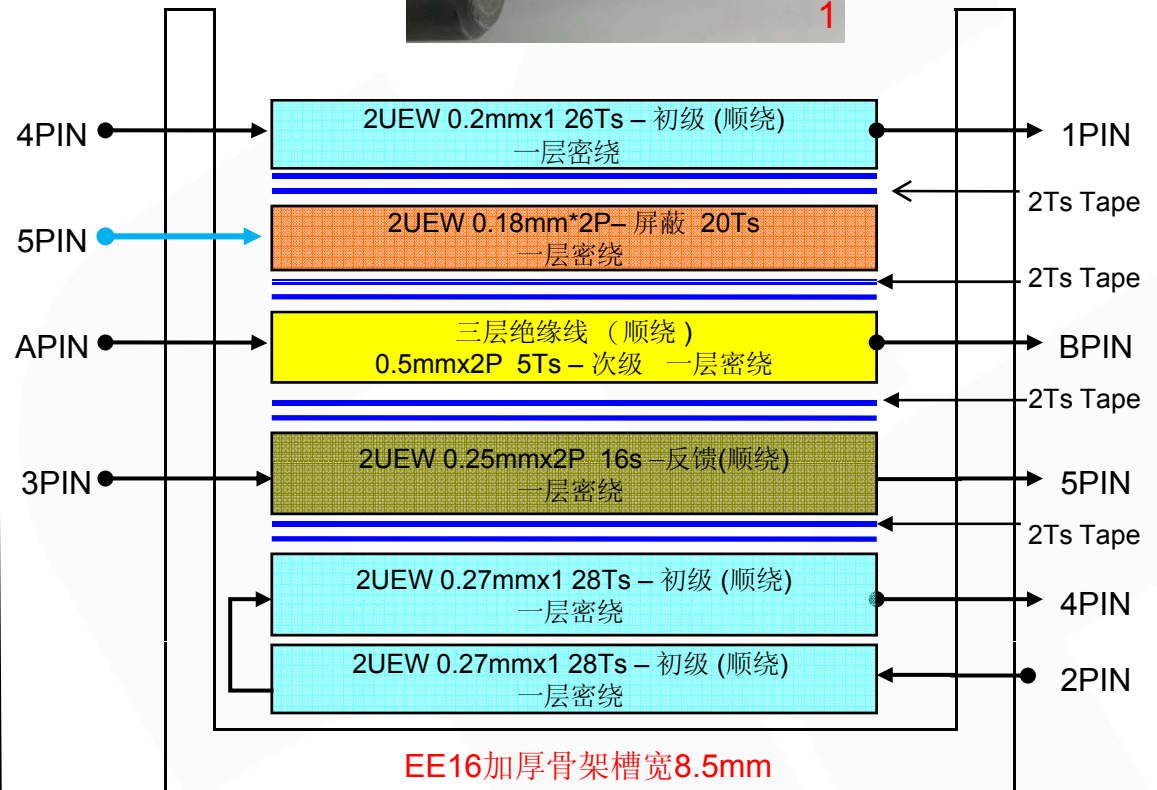 1
4PIN
2UEW 0.2mmx1 26Ts – 初级 (顺绕)
一层密绕
1PIN
2Ts Tape
5PIN
2UEW 0.18mm*2P– 屏蔽 20Ts
一层密绕
2Ts Tape
APIN
三层绝缘线 （顺绕 )
0.5mmx2P 5Ts – 次级 一层密绕
BPIN
2Ts Tape
3PIN
2UEW 0.25mmx2P 16s –反馈(顺绕)
一层密绕
5PIN
2Ts Tape
2UEW 0.27mmx1 28Ts – 初级 (顺绕)
一层密绕
4PIN
2UEW 0.27mmx1 28Ts – 初级 (顺绕)
一层密绕
2PIN
EE16加厚骨架槽宽8.5mm